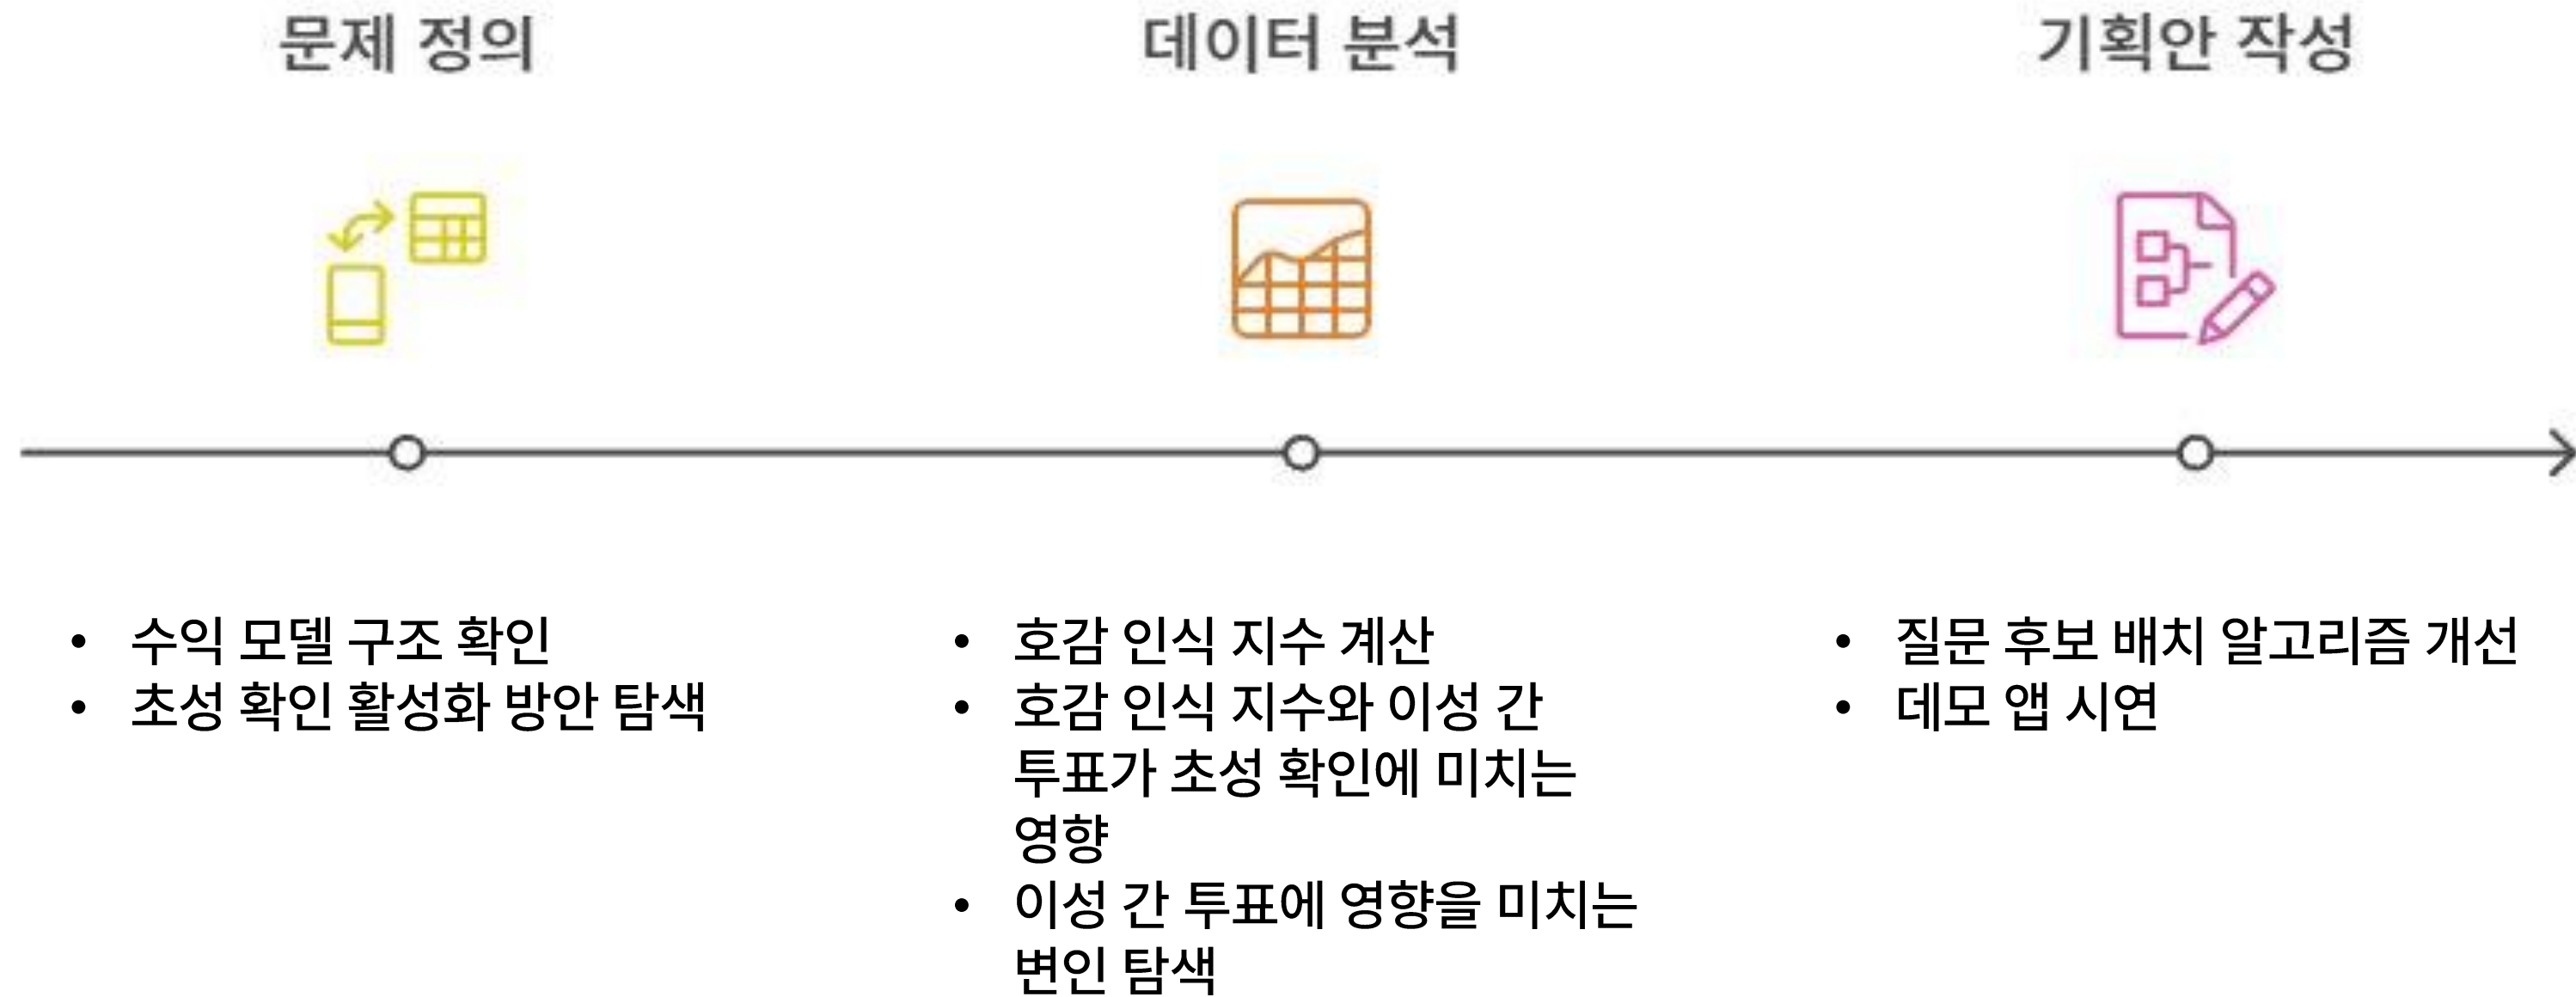 문제 정의
데이터 분석
기획안 작성
• 수익 모델 구조 확인
• 초성 확인 활성화 방안 탐색
• 호감 인식 지수 계산
• 호감 인식 지수와 이성 간
투표가 초성 확인에 미치는
영향
• 이성 간 투표에 영향을 미치는
변인 탐색
• 질문 후보 배치 알고리즘 개선
• 데모 앱 시연